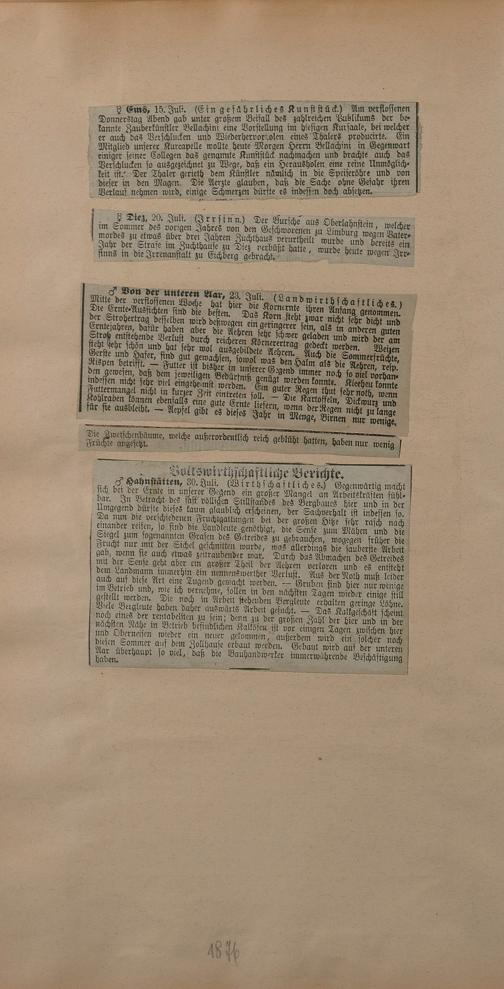 ☿ Ems, 15. Juli. (Ein gefährliches Kunststück.) Am verflossenen
Donnerstag Abend gab unter großem Beifall des zahlreichen Publikums der be-
kannte Zauberkünstler Bellachini eine Vorstellung im hiesigen Kursaale, bei welcher
er auch das Verschlucken und Wiederhervorholen eines Thalers producirte. Ein
Mitglied unserer Kurcapelle wollte heute Morgen Herrn Bellachini in Gegenwart
einiger seiner Collegen das genannte Kunststück nachmachen und brachte auch das
Verschlucken so ausgezeichnet zu Wege, daß ein Herausholen eine reine Unmöglich-
keit ist. Der Thaler gerieth dem Künstler nämlich in die Speiseröhre und von
dieser in den Magen. Die Aerzte glauben, daß die Sache ohne Gefahr ihren
Verlauf nehmen wird, einige Schmerzen dürfte es indessen doch absetzen.
☿ Diez, 20. Juli. (Irrsinn.) Der Bursche aus Oberlahnstein, welcher
im Sommer des vorigen Jahres von den Geschworenen zu Limburg wegen Vater-
mordes zu etwas über drei Jahren Zuchthaus verurtheilt wurde und bereits ein
Jahr der Strafe im Zuchthause zu Diez verbüßt hatte, wurde heute wegen Irr-
sinns in die Irrenanstalt zu Eichberg gebracht.
♂ Von der unteren Aar, 23. Juli. (Landwirthschaftliches.)
Mitte der verflossenen Woche hat hier die Kornernte ihren Anfang genommen.
Die Ernte-Aussichten sind die besten. Das Korn steht zwar nicht sehr dicht und
der Strohertrag desselben wird deßwegen ein geringerer sein, als in anderen guten
Erntejahren, dafür haben aber die Aehren sehr schwer geladen und wird der am
Stroh entstehende Verlust durch reicheren Körnerertrag gedeckt werden. Weizen
steht sehr schön und hat sehr wol ausgebildete Aehren. Auch die Sommerfrüchte,
Gerste und Hafer, sind gut gewachsen, sowol was den Halm als die Aehren, resp.
Rispen betrifft. — Futter ist bisher in unserer Gegend immer noch so viel vorhan-
den gewesen, daß dem jeweiligen Bedürfniß genügt werden konnte. Kleeheu konnte
indessen nicht sehr viel eingethan werden. Ein guter Regen thut sehr noth, wenn
Futtermangel nicht in kurzer Zeit eintreten soll. — Die Kartoffeln, Dickwurz und
Kohlraben können ebenfalls eine gute Ernte liefern, wenn der Regen nicht zu lange
für sie ausbleibt. — Aepfel gibt es dieses Jahr in Menge, Birnen nur wenige.
Die Zwetschenbäume, welche außerordentlich reich geblüht hatten, haben nur wenig
Früchte angesetzt.
Volkswirthschaftliche Berichte.
♂ Hahnstätten, 30. Juli. (Wirthschaftliches.) Gegenwärtig macht
sich bei der Ernte in unserer Gegend ein großer Mangel an Arbeitskräften fühl-
bar. In Betracht des fast völligen Stillstandes des Bergbaues hier und in der
Umgegend dürfte dieses kaum glaublich erscheinen, der Sachverhalt ist indessen so.
Da nun die verschiedenen Fruchtgattungen bei der großen Hitze sehr rasch nach
einander reifen, so sind die Landleute genöthigt, die Sense zum Mähen und die
Siegel zum sogenannten Grasen des Getreides zu gebrauchen, wogegen früher die
Frucht nur mit der Sichel geschnitten wurde, was allerdings die sauberste Arbeit
gab, wenn sie auch etwas zeitraubender war. Durch das Abmachen des Getreides
mit der Sense geht aber ein großer Theil der Aehren verloren und es entsteht
dem Landmann immerhin ein nennenswerther Verlust. Aus der Noth muß leider
auch auf diese Art eine Tugend gemacht werden. — Gruben sind hier nur wenige
im Betrieb und, wie ich vernehme, sollen in den nächsten Tagen wieder einige still
gestellt werden. Die noch in Arbeit stehenden Bergleute erhalten geringe Löhne.
Viele Bergleute haben daher auswärts Arbeit gesucht. — Das Kalkgeschäft scheint
noch eines der rentabelsten zu sein; denn zu der großen Zahl der hier und in der
nächsten Nähe in Betrieb befindlichen Kalköfen ist vor einigen Tagen zwischen hier
und Oberneisen wieder ein neuer gekommen, außerdem wird ein solcher noch
diesen Sommer auf dem Zollhause erbaut werden. Gebaut wird auf der unteren
Aar überhaupt so viel, daß die Bauhandwerker immerwährende Beschäftigung
haben.
1876